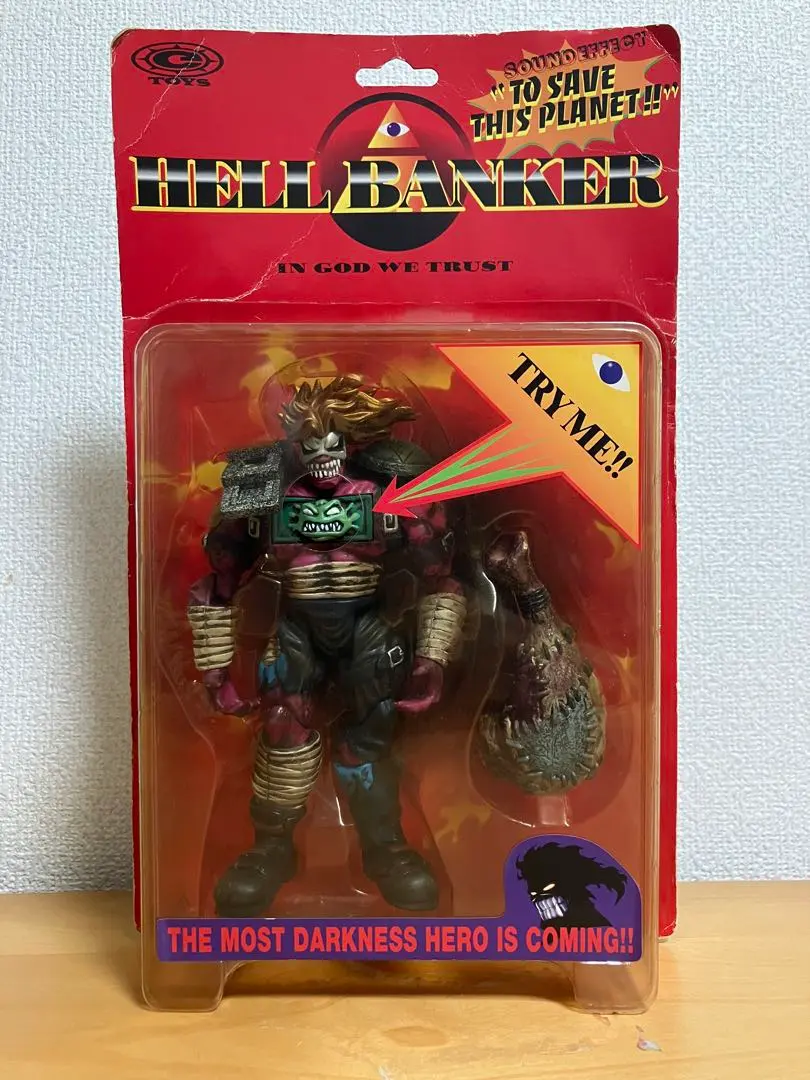 G
TOYS
SOUND EFFECT
"TO SAVE
THIS PLANET!!"
HELL BANKER
IN GOD WE TRUST
TRY ME!!
THE MOST DARKNESS HERO IS COMING!!